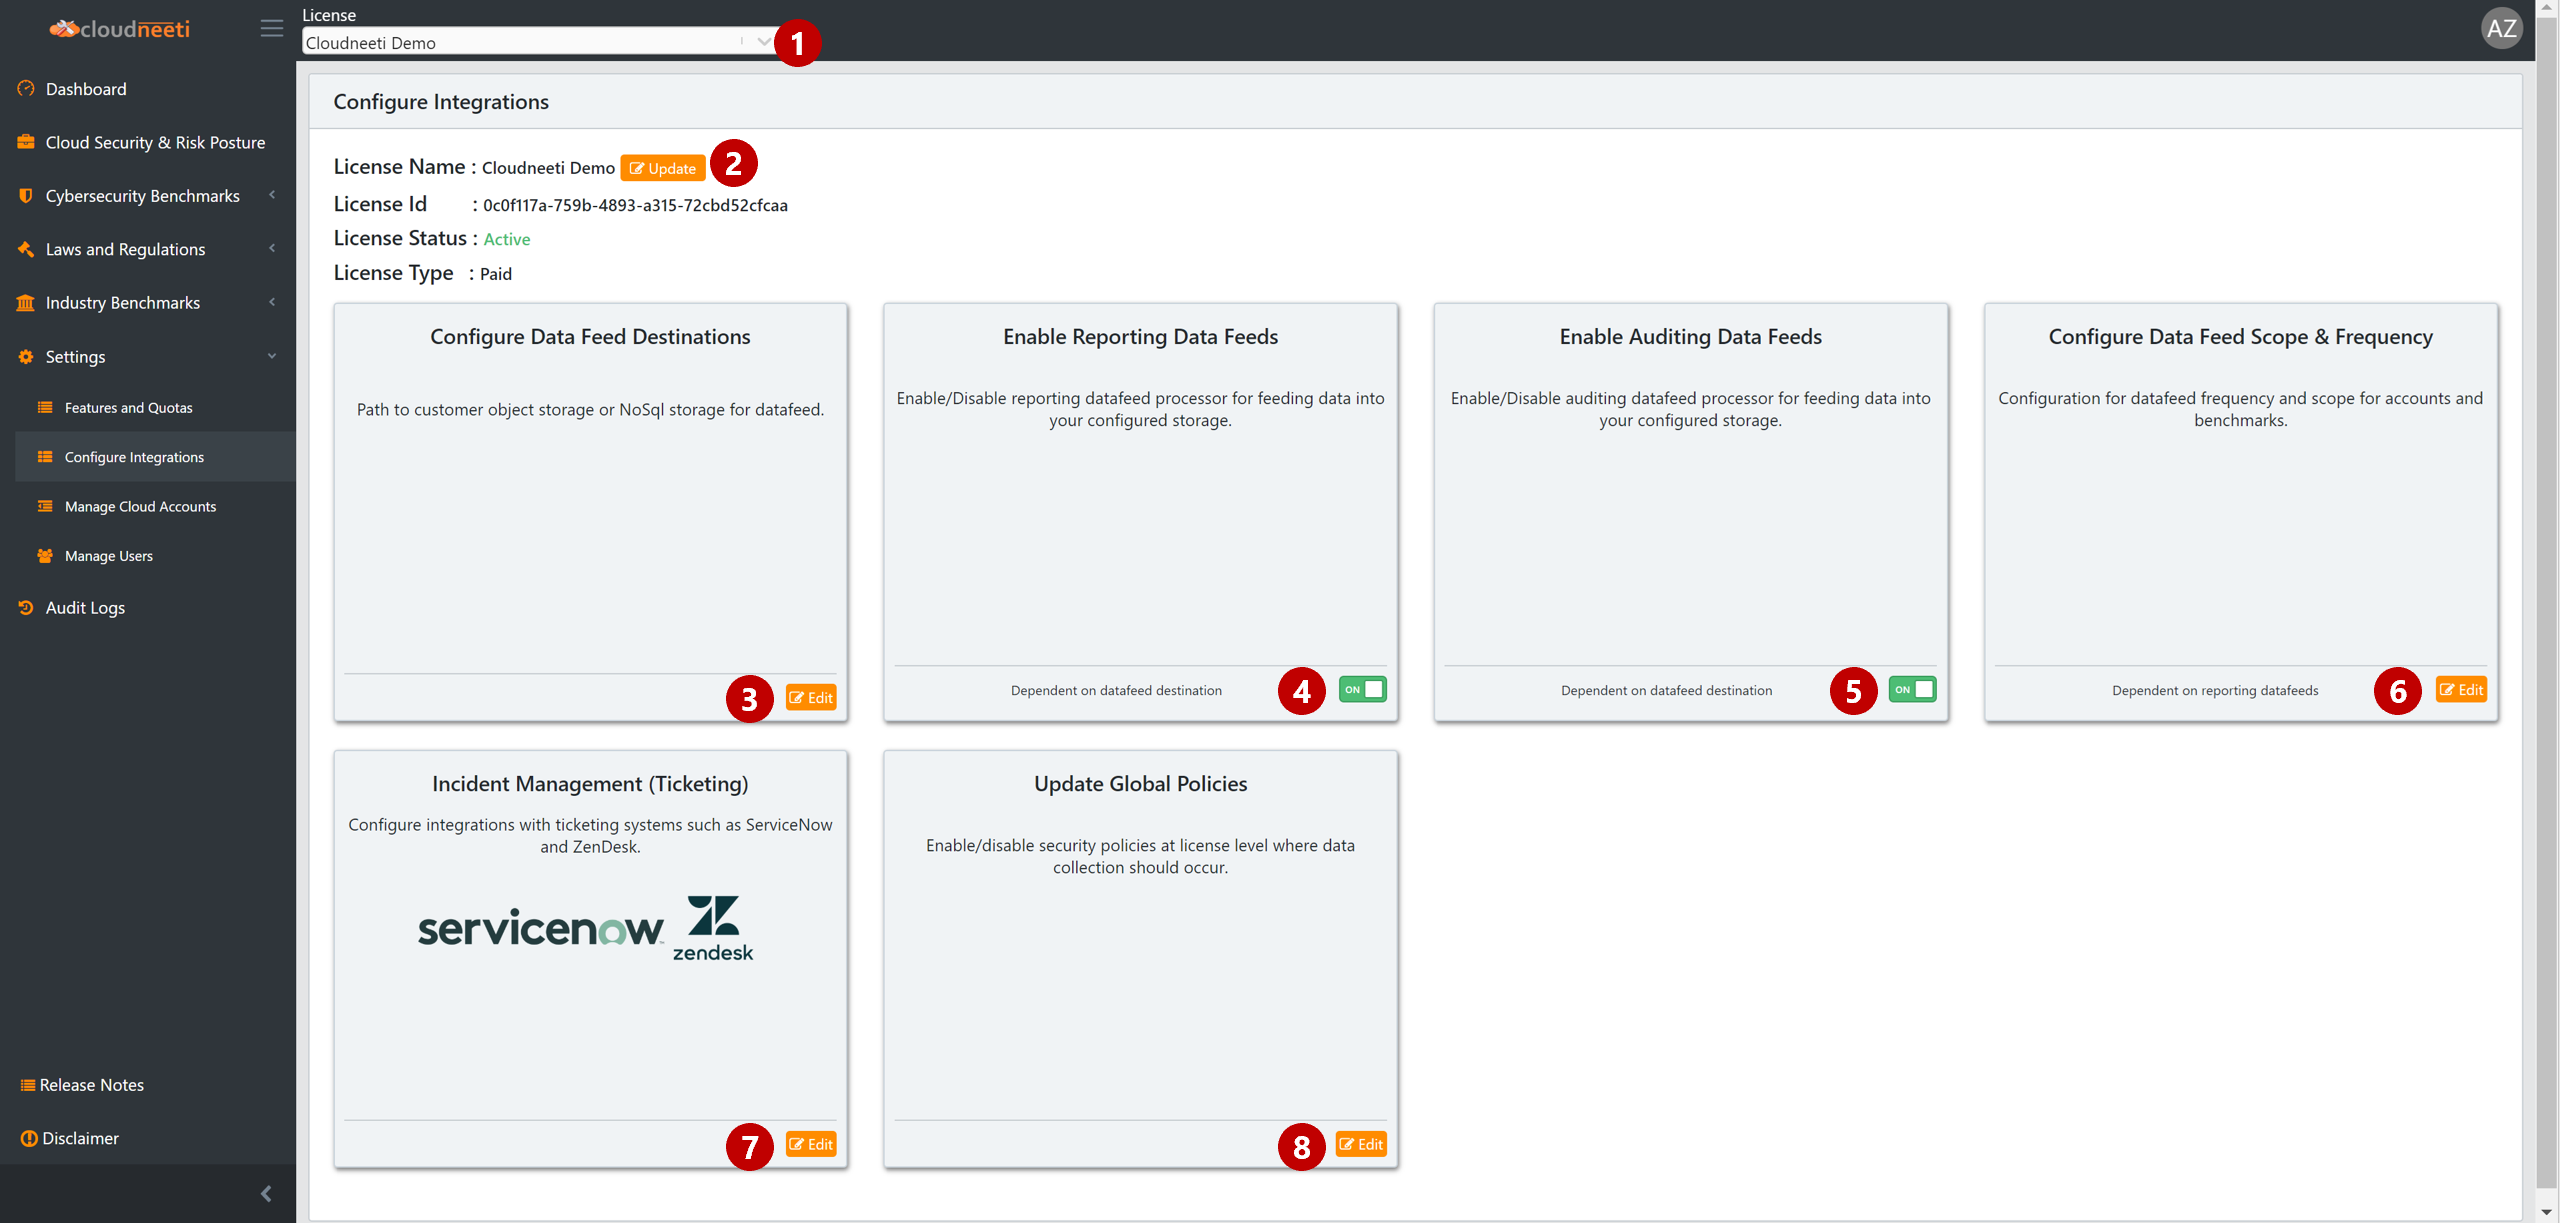 cloudneeti
License
Cloudneeti Demo
1
AZ
Dashboard
Cloud Security & Risk Posture
Cybersecurity Benchmarks
Laws and Regulations
Industry Benchmarks
Settings
Features and Quotas
Configure Integrations
Manage Cloud Accounts
Manage Users
Audit Logs
Release Notes
Disclaimer
Configure Integrations
License Name : Cloudneeti Demo Update 2
License Id : 0c0f117a-759b-4893-a315-72cbd52cfcaa
License Status : Active
License Type : Paid
Configure Data Feed Destinations
Path to customer object storage or NoSql storage for datafeed.
3 Edit
Enable Reporting Data Feeds
Enable/Disable reporting datafeed processor for feeding data into
your configured storage.
Dependent on datafeed destination 4 ON
Enable Auditing Data Feeds
Enable/Disable auditing datafeed processor for feeding data into
your configured storage.
Dependent on datafeed destination 5 ON
Configure Data Feed Scope & Frequency
Configuration for datafeed frequency and scope for accounts and
benchmarks.
Dependent on reporting datafeeds 6 Edit
Incident Management (Ticketing)
Configure integrations with ticketing systems such as ServiceNow
and ZenDesk.
servicenow
zendesk
7 Edit
Update Global Policies
Enable/disable security policies at license level where data
collection should occur.
8 Edit